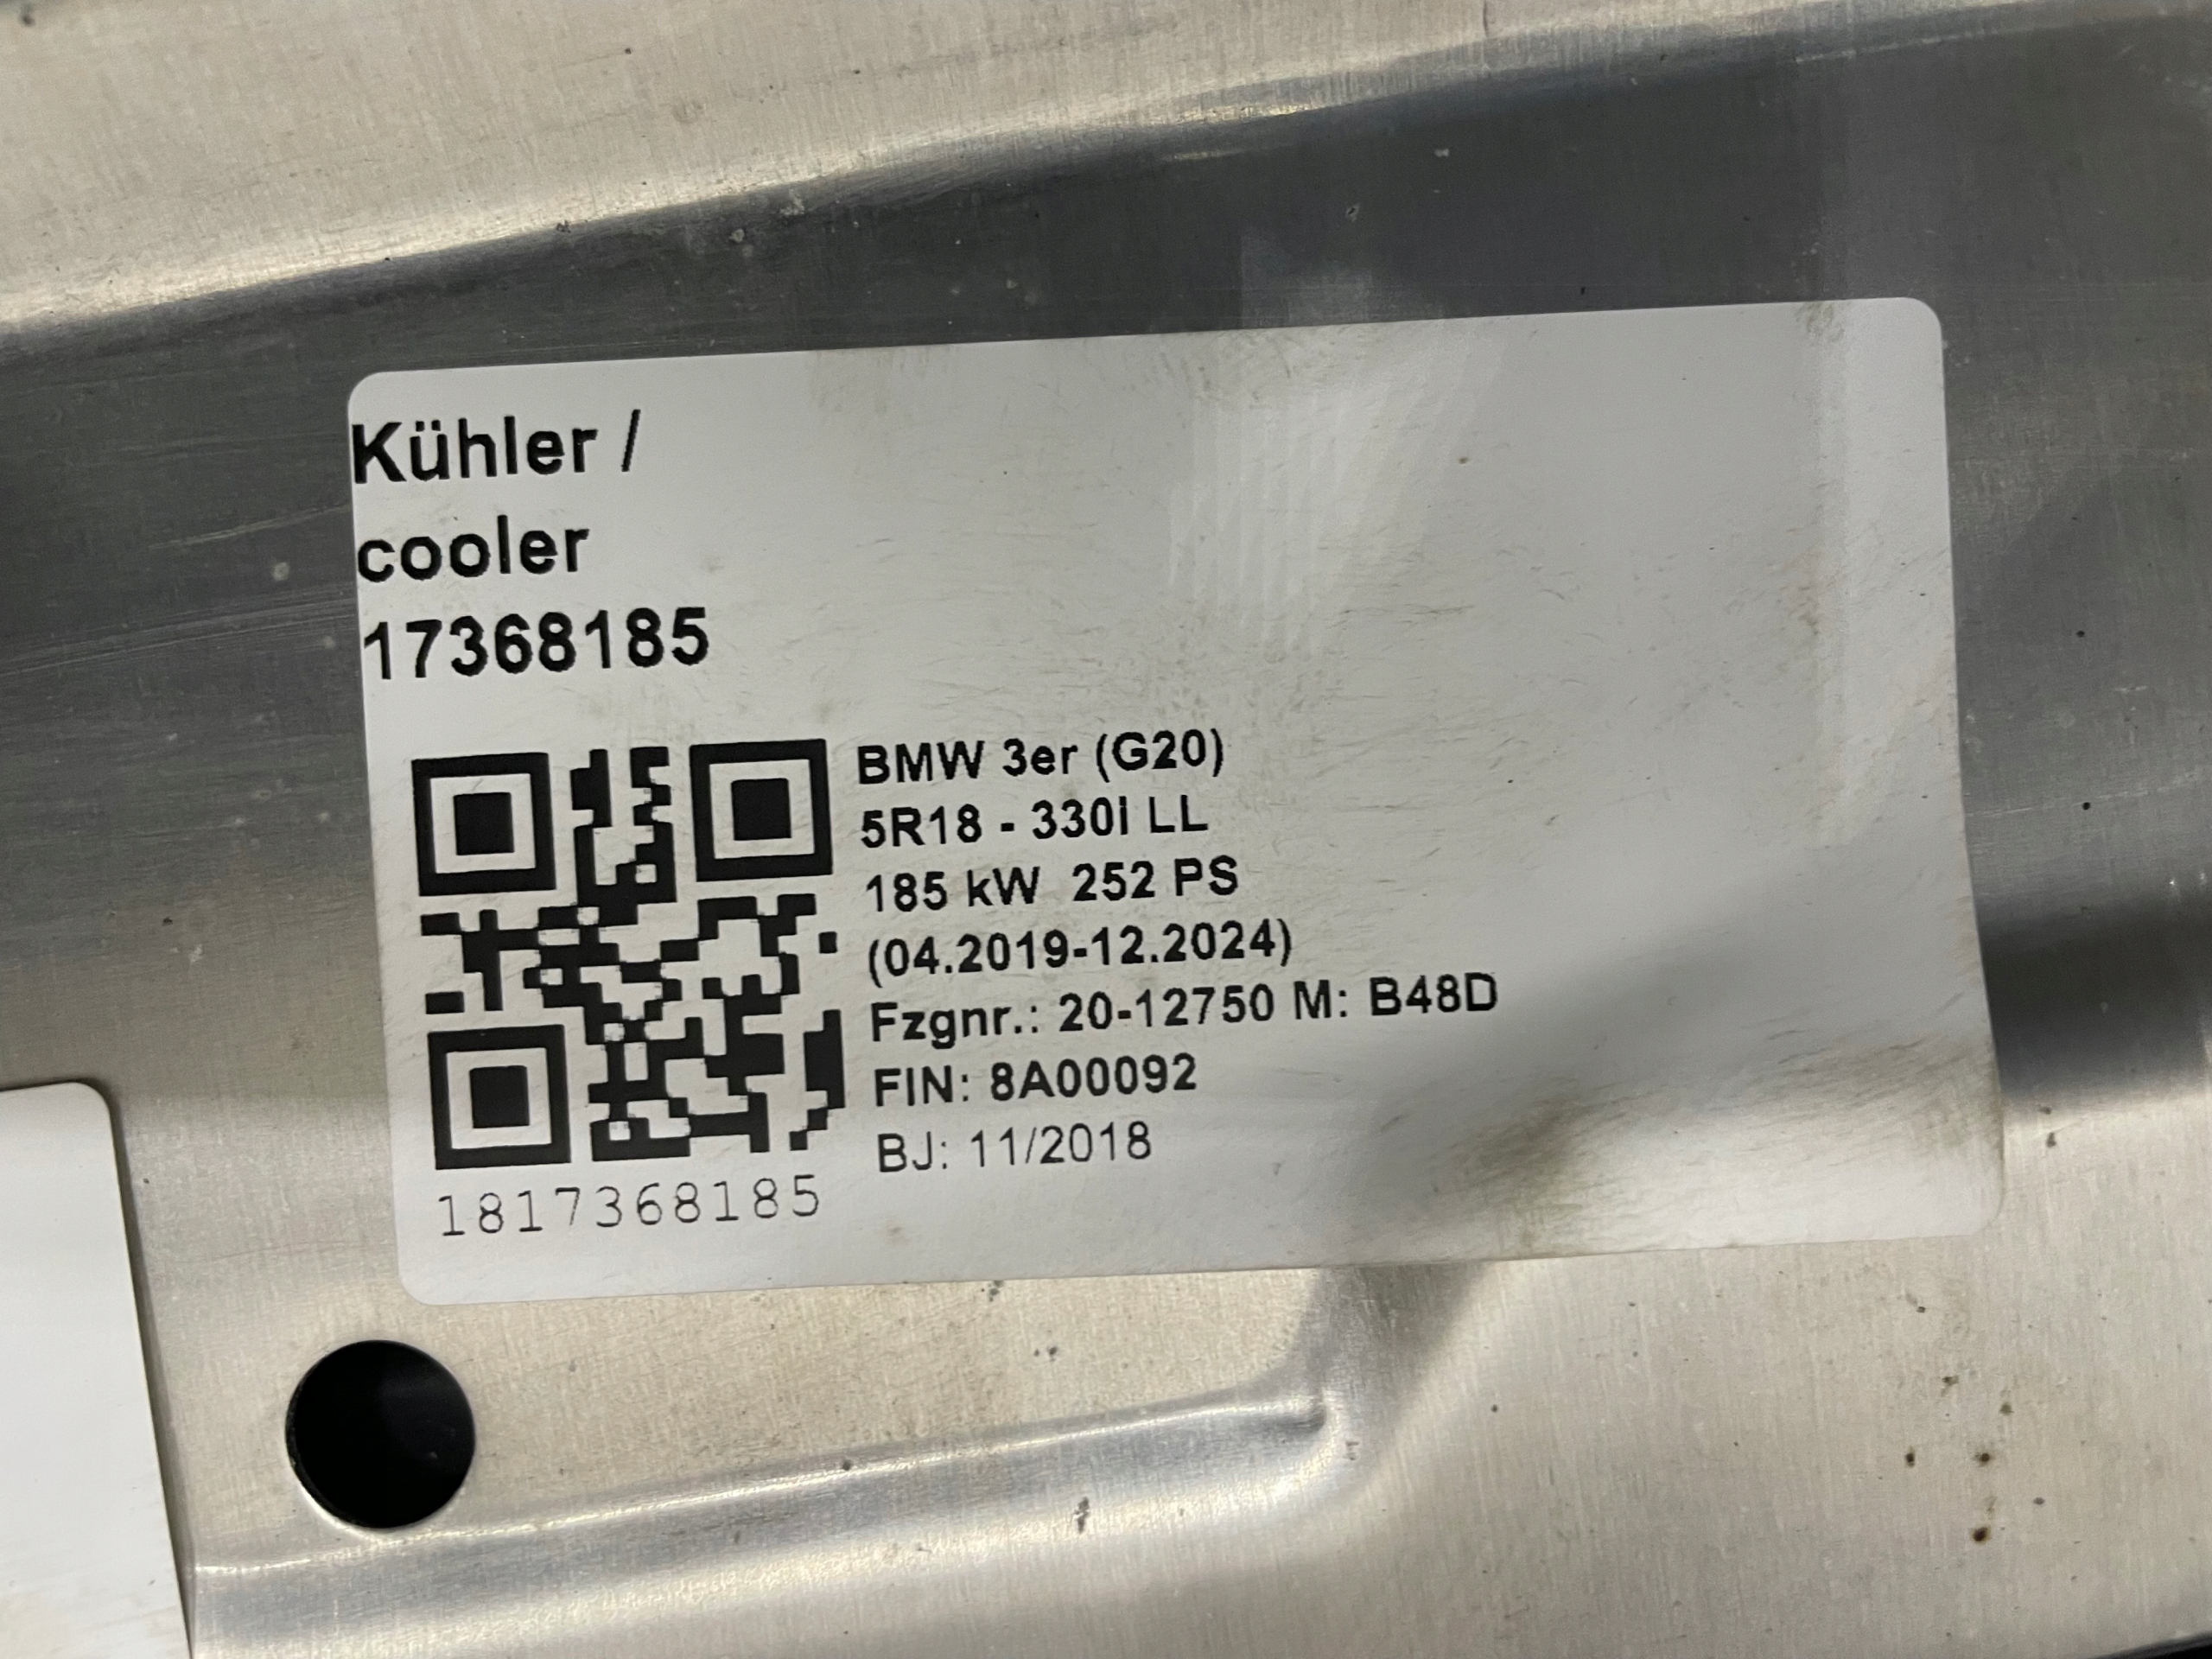 Kühler /
cooler
17368185
BMW 3er (G20)
5R18 - 330i LL
185 kW 252 PS
(04.2019-12.2024)
Fzgnr.: 20-12750 M: B48D
FIN: 8A00092
BJ: 11/2018
1817368185